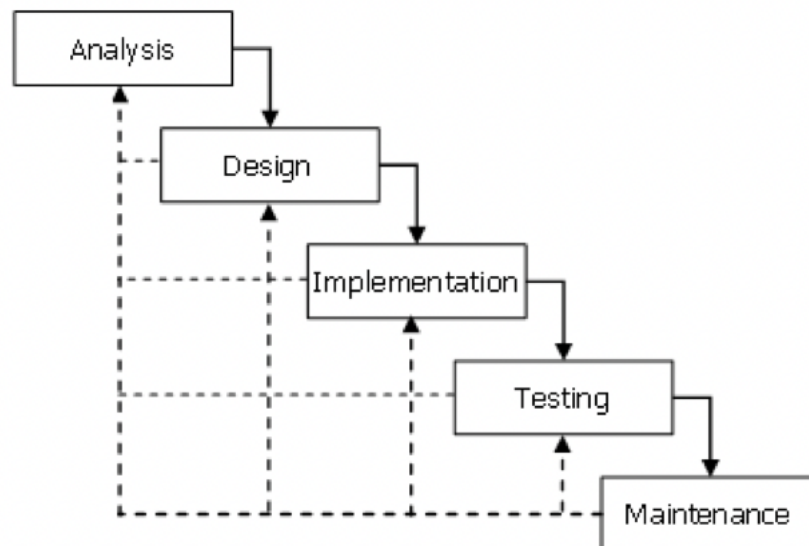 Analysis
Design
Implementation
Testing
Maintenance